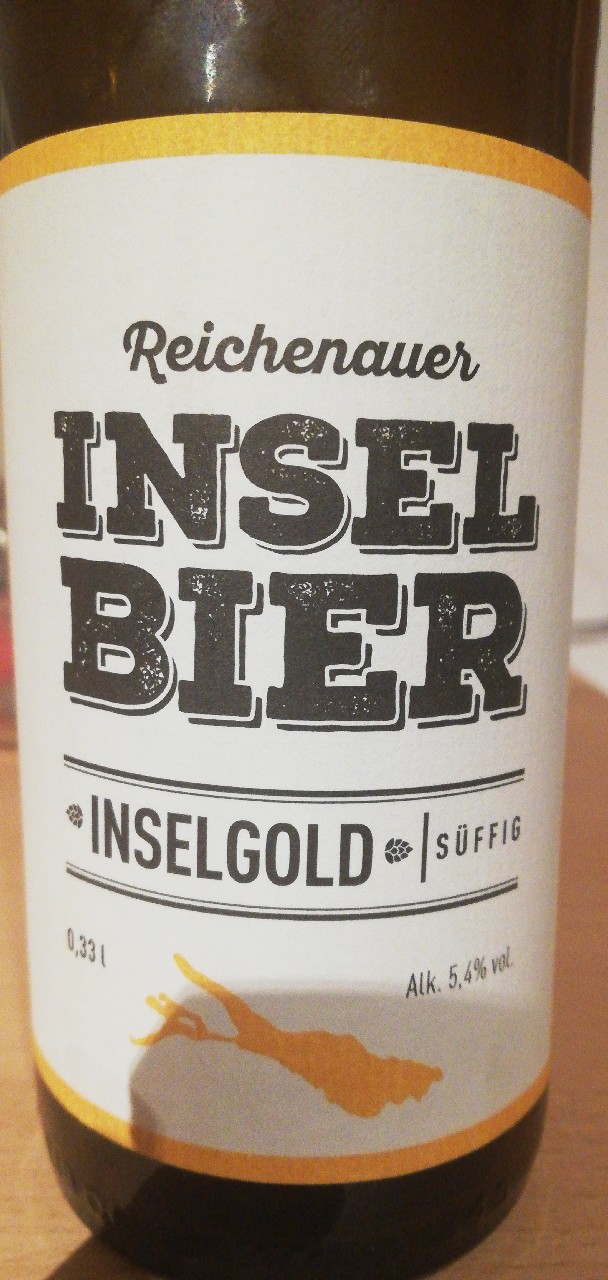 Reichenauer
INSEL
BIER
INSELGOLD | SÜFFIG
0,33 l
Alk. 5,4% vol.